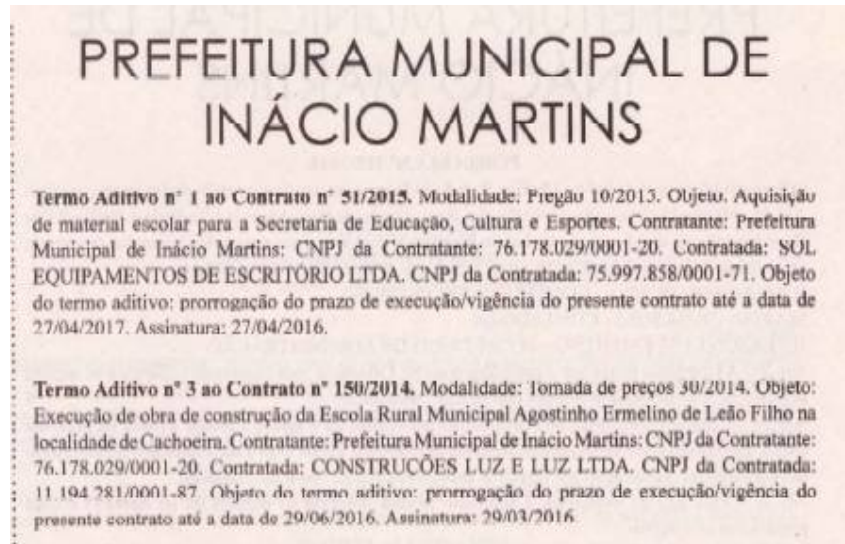 PREFEITURA MUNICIPAL DE
INÁCIO MARTINS
Termo Aditivo n° 1 ao Contrato n° 51/2015. Modalidade: Pregão 10/2015. Objeto. Aquisição
de material escolar para a Secretaria de Educação, Cultura e Esportes. Contratante: Prefeitura
Municipal de Inácio Martins: CNPJ da Contratante: 76.178.029/0001-20. Contratada: SOL
EQUIPAMENTOS DE ESCRITÓRIO LTDA. CNPJ da Contratada: 75.997.858/0001-71. Objeto
do termo aditivo: prorrogação do prazo de execução/vigência do presente contrato até a data de
27/04/2017. Assinatura: 27/04/2016.
Termo Aditivo n° 3 ao Contrato n° 150/2014. Modalidade: Tomada de preços 30/2014. Objeto:
Execução de obra de construção da Escola Rural Municipal Agostinho Ermelino de Leão Filho na
localidade de Cachoeira. Contratante: Prefeitura Municipal de Inácio Martins: CNPJ da Contratante:
76.178.029/0001-20. Contratada: CONSTRUÇÕES LUZ E LUZ LTDA. CNPJ da Contratada:
11.194.281/0001-87. Objeto do termo aditivo: prorrogação do prazo de execução/vigência do
presente contrato até a data de 29/06/2016. Assinatura: 29/03/2016.